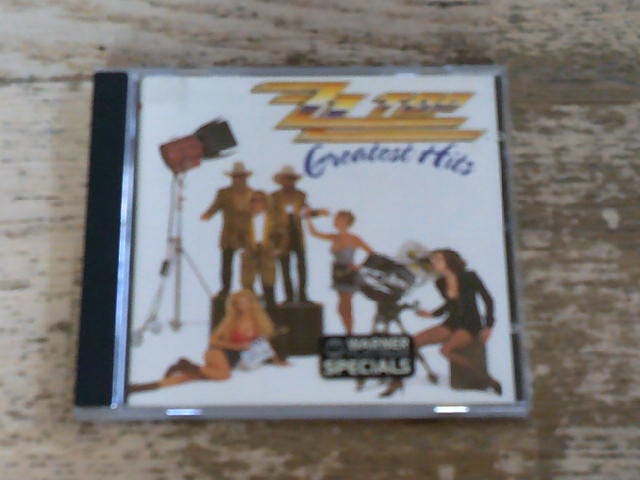 ZZ TOP
Greatest Hits
WARNER
SPECIALS